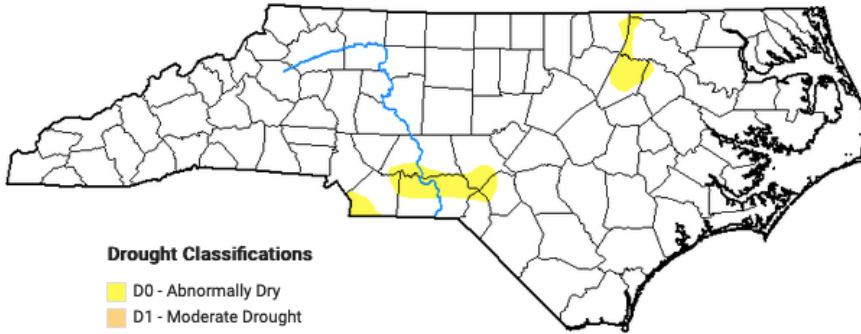 Drought Classifications
D0 - Abnormally Dry
D1 - Moderate Drought